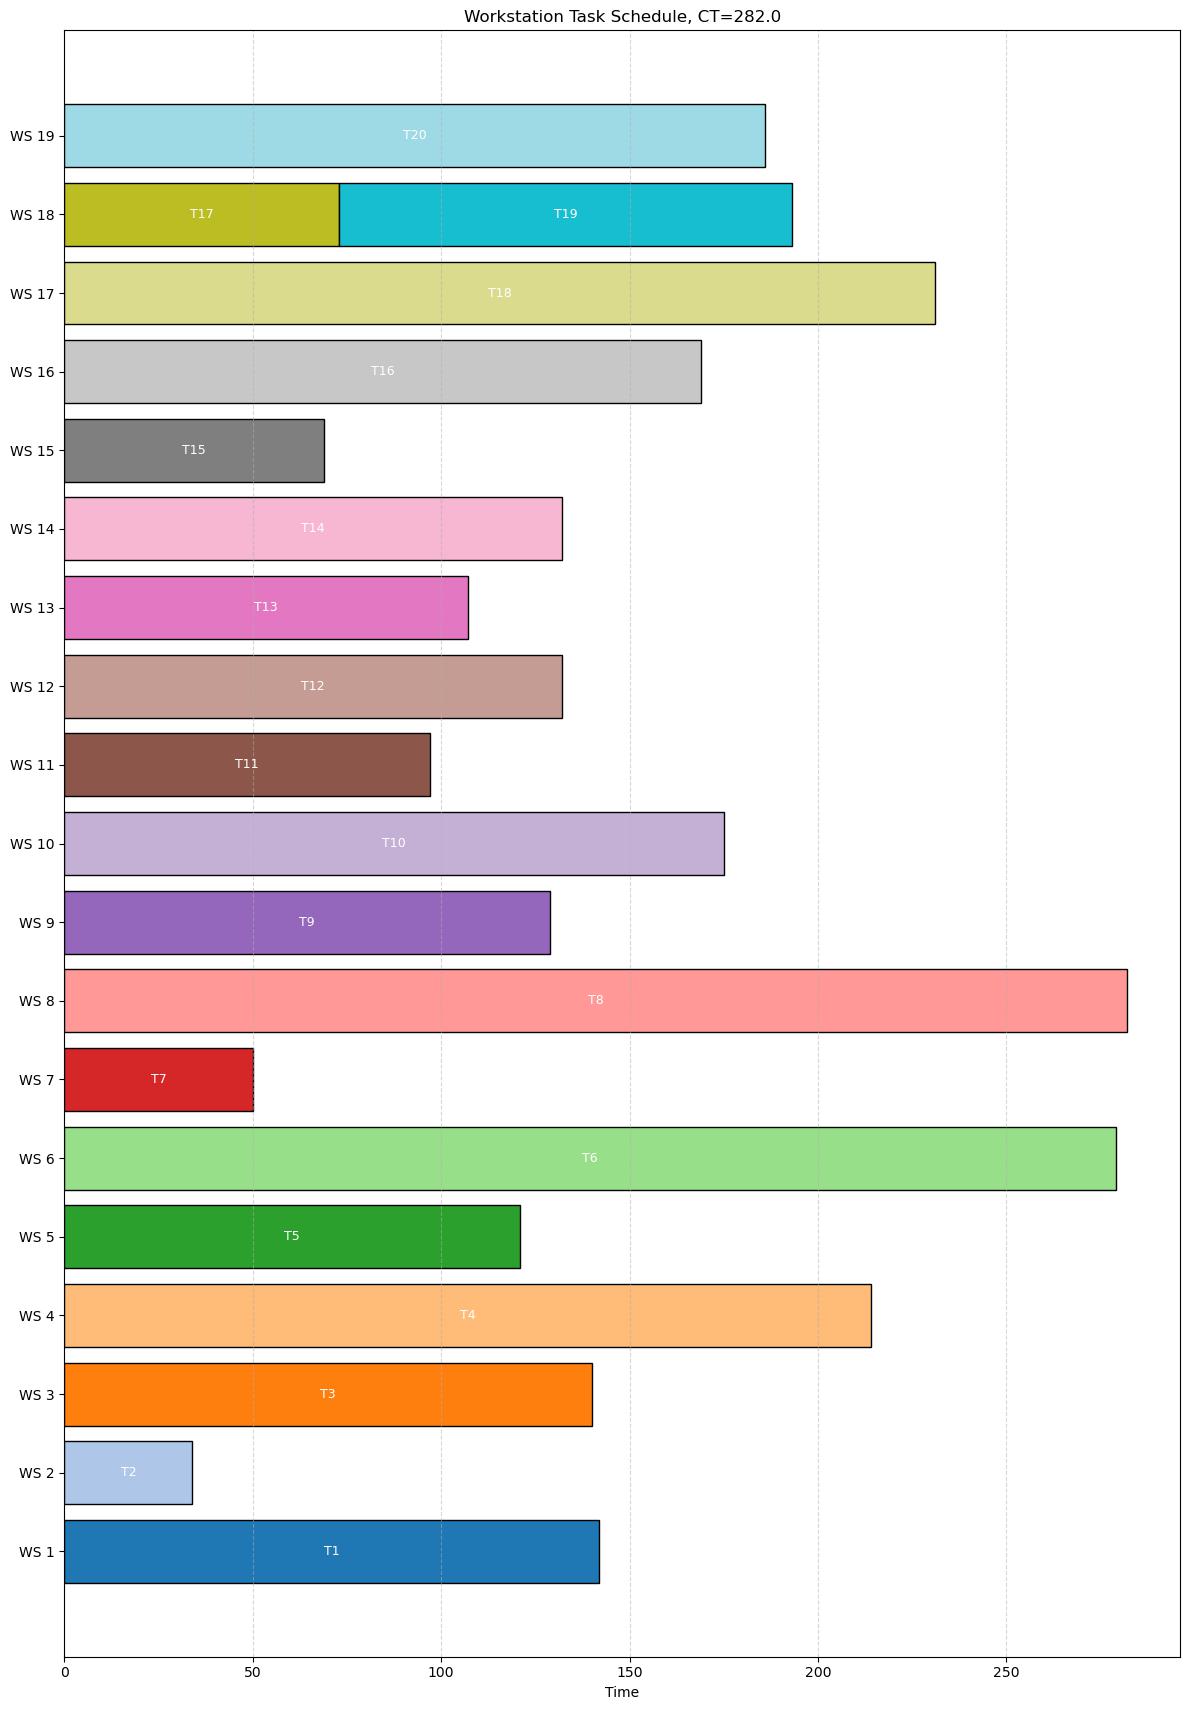 Workstation Task Schedule, CT=282.0
WS 19
T20
WS 18
T17 T19
WS 17
T18
WS 16
T16
WS 15
T15
WS 14
T14
WS 13
T13
WS 12
T12
WS 11
T11
WS 10
T10
WS 9
T9
WS 8
T8
WS 7
T7
WS 6
T6
WS 5
T5
WS 4
T4
WS 3
T3
WS 2
T2
WS 1
T1
0 50 100 150 200 250
Time